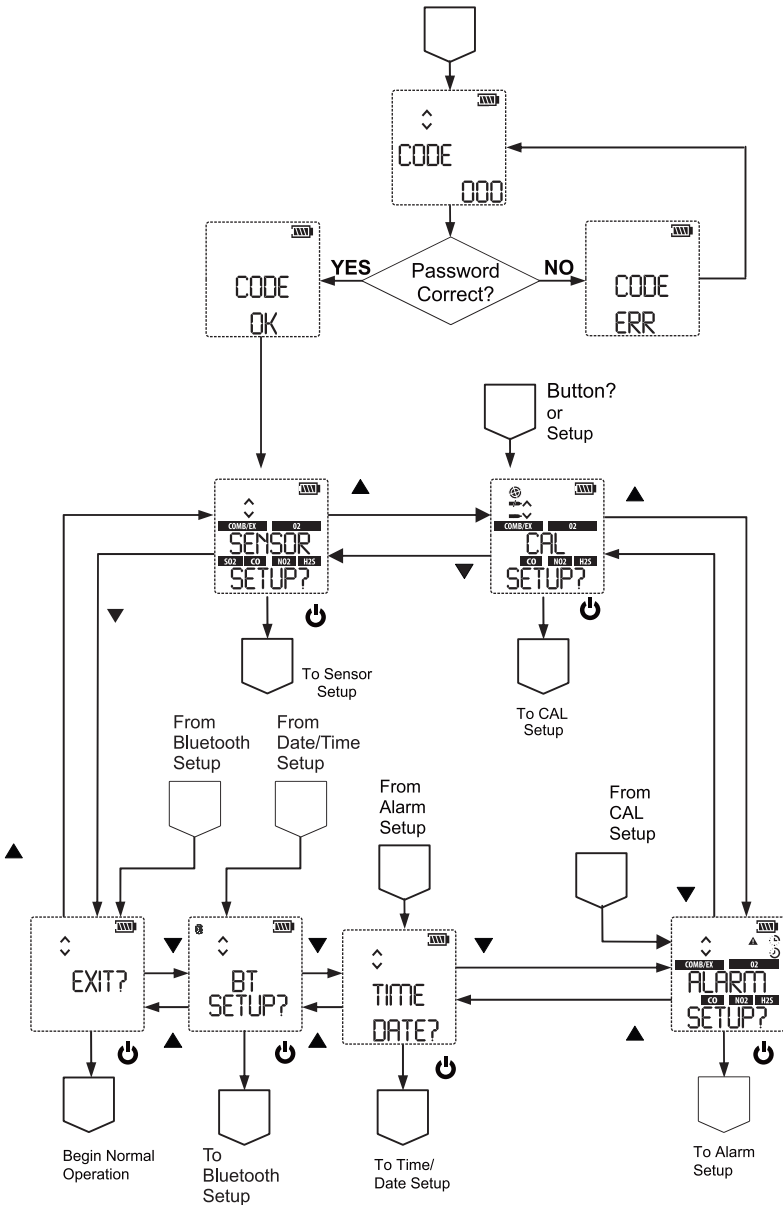 CODE
000
YES
Password
Correct?
NO
CODE
OK
CODE
ERR
Button?
or
Setup
COMB/EX O2
SENSOR
SO2 CO NO2 H2S
SETUP?
COMB/EX O2
CAL
CO NO2 H2S
SETUP?
To Sensor
Setup
To CAL
Setup
From
Bluetooth
Setup
From
Date/Time
Setup
From
Alarm
Setup
From
CAL
Setup
EXIT?
BT
SETUP?
TIME
DATE?
COMB/EX O2
ALARM
CO NO2 H2S
SETUP?
Begin Normal
Operation
To
Bluetooth
Setup
To Time/
Date Setup
To Alarm
Setup